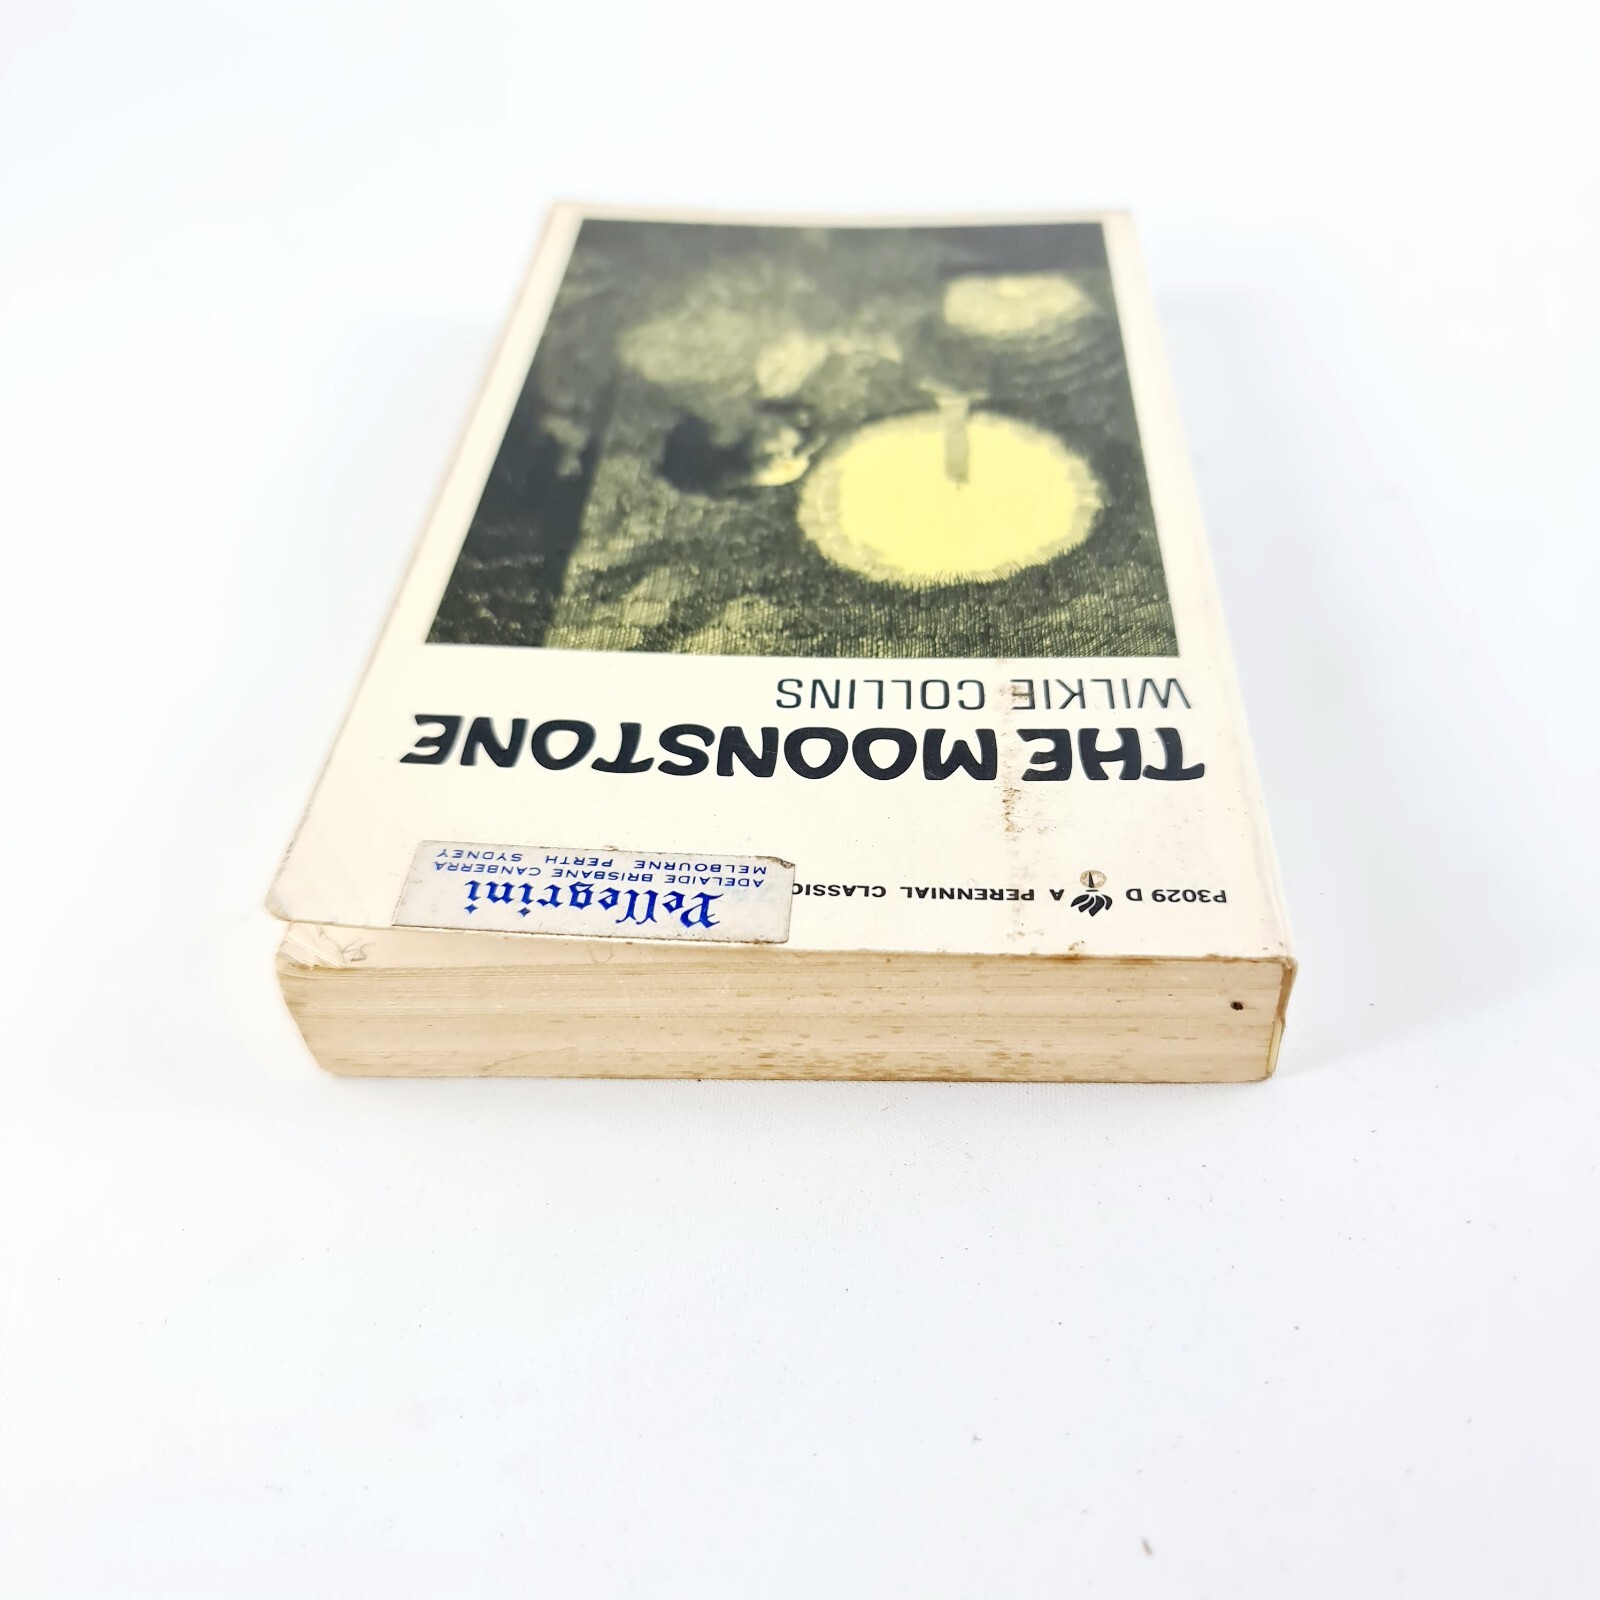 P3029 D A PERENNIAL CLASSIC
Pellegrini
ADELAIDE BRISBANE CANBERRA
MELBOURNE PERTH SYDNEY
THE MOONSTONE
WILKIE COLLINS